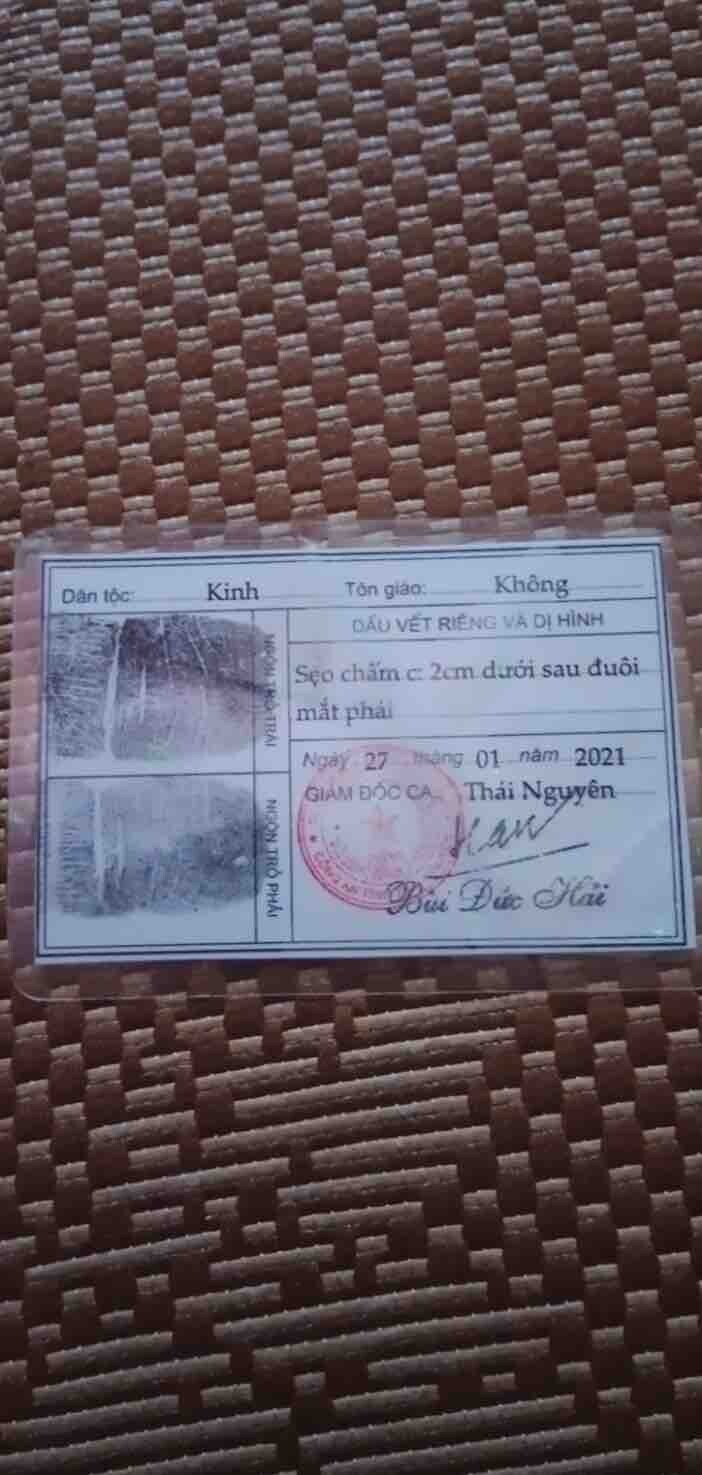 Dân tộc: Kinh Tôn giáo: Không
NGÓN TRỎ TRÁI
NGÓN TRỎ PHẢI
DẤU VẾT RIÊNG VÀ DỊ HÌNH
Sẹo chấm c: 2cm dưới sau đuôi
mắt phải
Ngày 27 tháng 01 năm 2021
GIÁM ĐỐC CA Thái Nguyên
Bùi Đức Hải